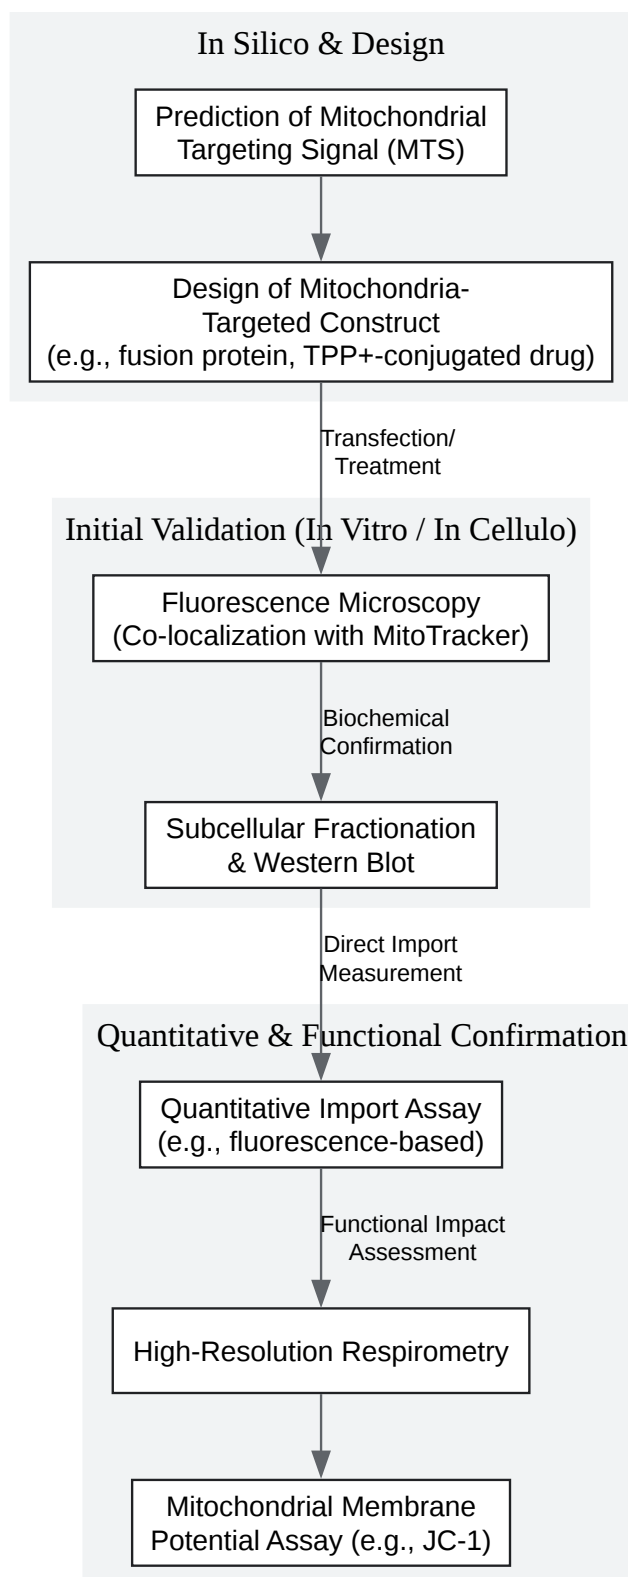 In Silico & Design
Prediction of Mitochondrial
Targeting Signal (MTS)
Design of Mitochondria-
Targeted Construct
(e.g., fusion protein, TPP+-conjugated drug)
Transfection/
Treatment
Initial Validation (In Vitro / In Cellulo)
Fluorescence Microscopy
(Co-localization with MitoTracker)
Biochemical
Confirmation
Subcellular Fractionation
& Western Blot
Direct Import
Measurement
Quantitative & Functional Confirmation
Quantitative Import Assay
(e.g., fluorescence-based)
Functional Impact
Assessment
High-Resolution Respirometry
Mitochondrial Membrane
Potential Assay (e.g., JC-1)